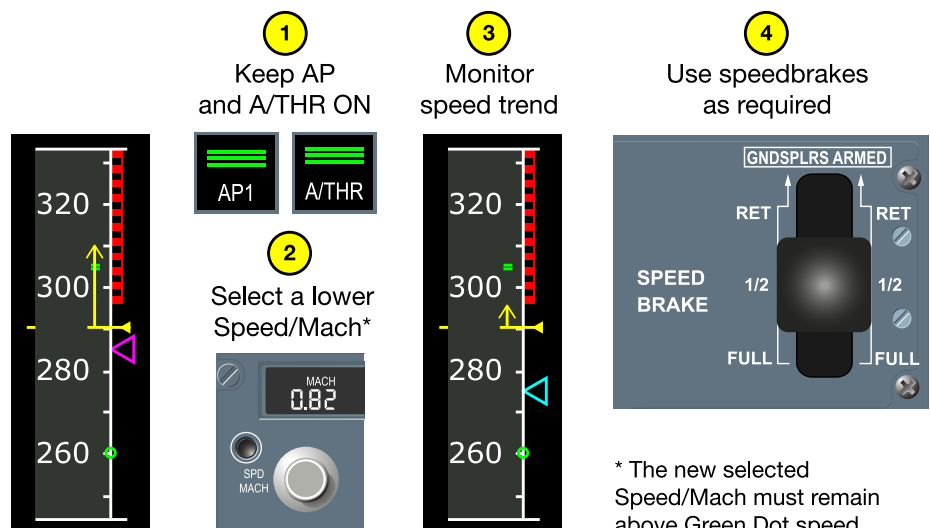 1
Keep AP
and A/THR ON
AP1
A/THR
2
Select a lower
Speed/Mach*
MACH
0.82
SPD
MACH
320
300
280
260
3
Monitor
speed trend
320
300
280
260
4
Use speedbrakes
as required
GNDSPLRS ARMED
RET
RET
SPEED
BRAKE
1/2
1/2
FULL
FULL
* The new selected
Speed/Mach must remain
above Green Dot speed